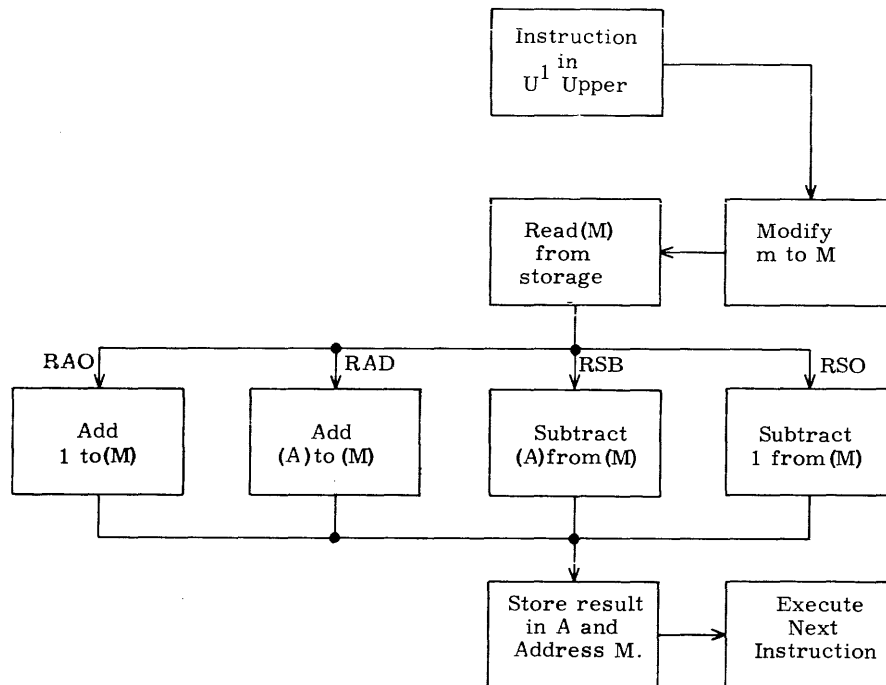 Instruction
in
U¹ Upper
Read(M)
from
storage
Modify
m to M
RAO
RAD
RSB
RSO
Add
1 to(M)
Add
(A)to (M)
Subtract
(A)from(M)
Subtract
1 from(M)
Store result
in A and
Address M.
Execute
Next
Instruction